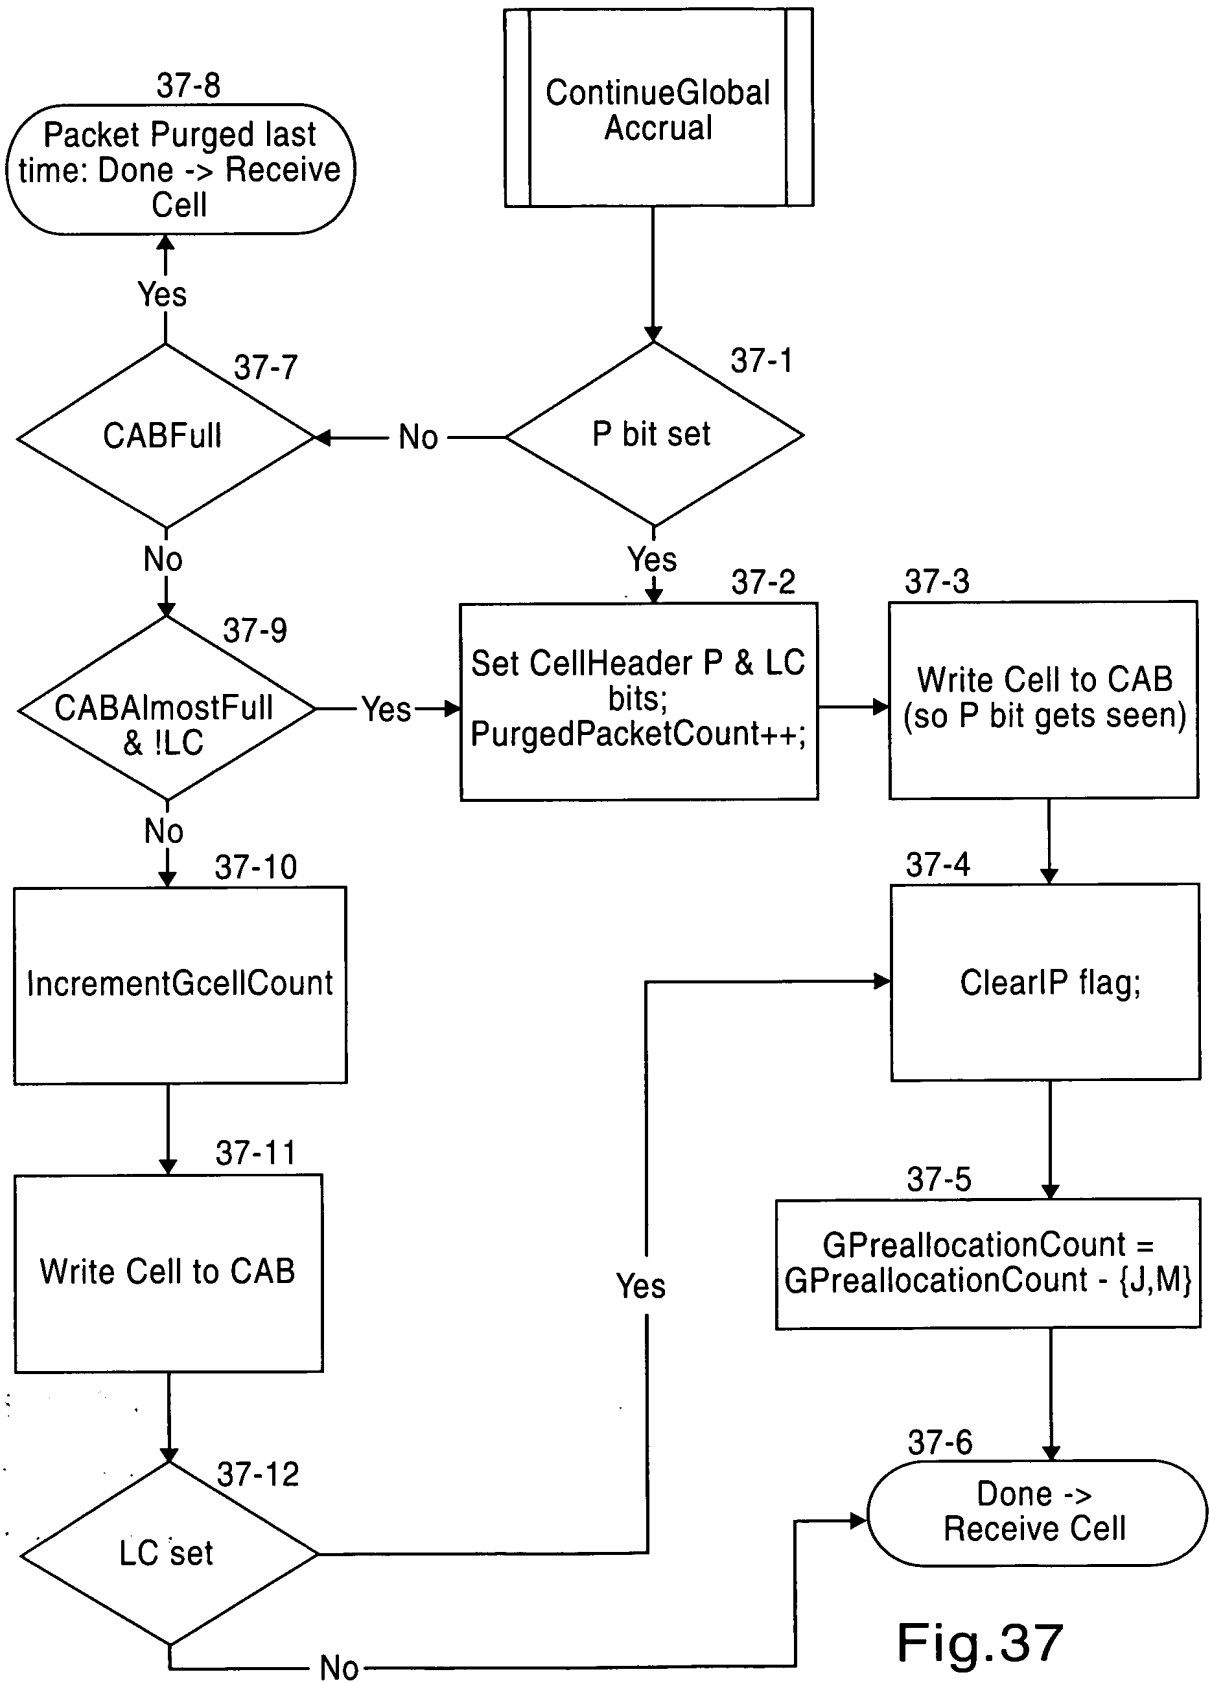 37-8
Packet Purged last
time: Done -> Receive
Cell
ContinueGlobal
Accrual
Yes
37-7
37-1
CABFull
No
P bit set
No
Yes
37-9
37-2
37-3
CABAlmostFull
& !LC
Yes
Set CellHeader P & LC
bits;
PurgedPacketCount++;
Write Cell to CAB
(so P bit gets seen)
No
37-10
37-4
IncrementGcellCount
ClearIP flag;
37-11
37-5
Write Cell to CAB
Yes
GPreallocationCount =
GPreallocationCount - {J,M}
37-12
37-6
LC set
Done ->
Receive Cell
No
Fig.37